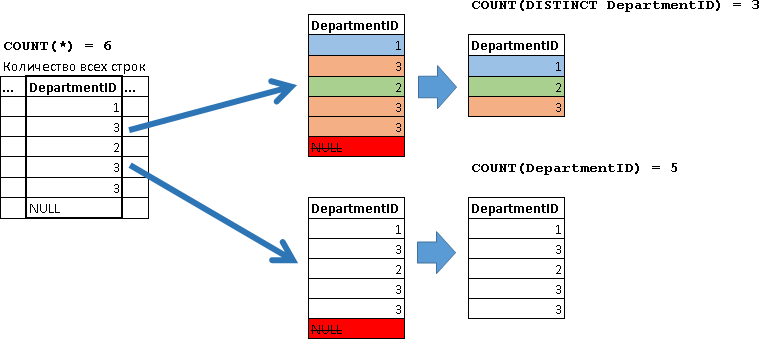 COUNT(*) = 6
Количество всех строк
... DepartmentID ...
1
3
2
3
3
NULL
DepartmentID
1
3
2
3
3
NULL
COUNT(DISTINCT DepartmentID) = 3
DepartmentID
1
2
3
DepartmentID
1
3
2
3
3
NULL
COUNT(DepartmentID) = 5
DepartmentID
1
3
2
3
3